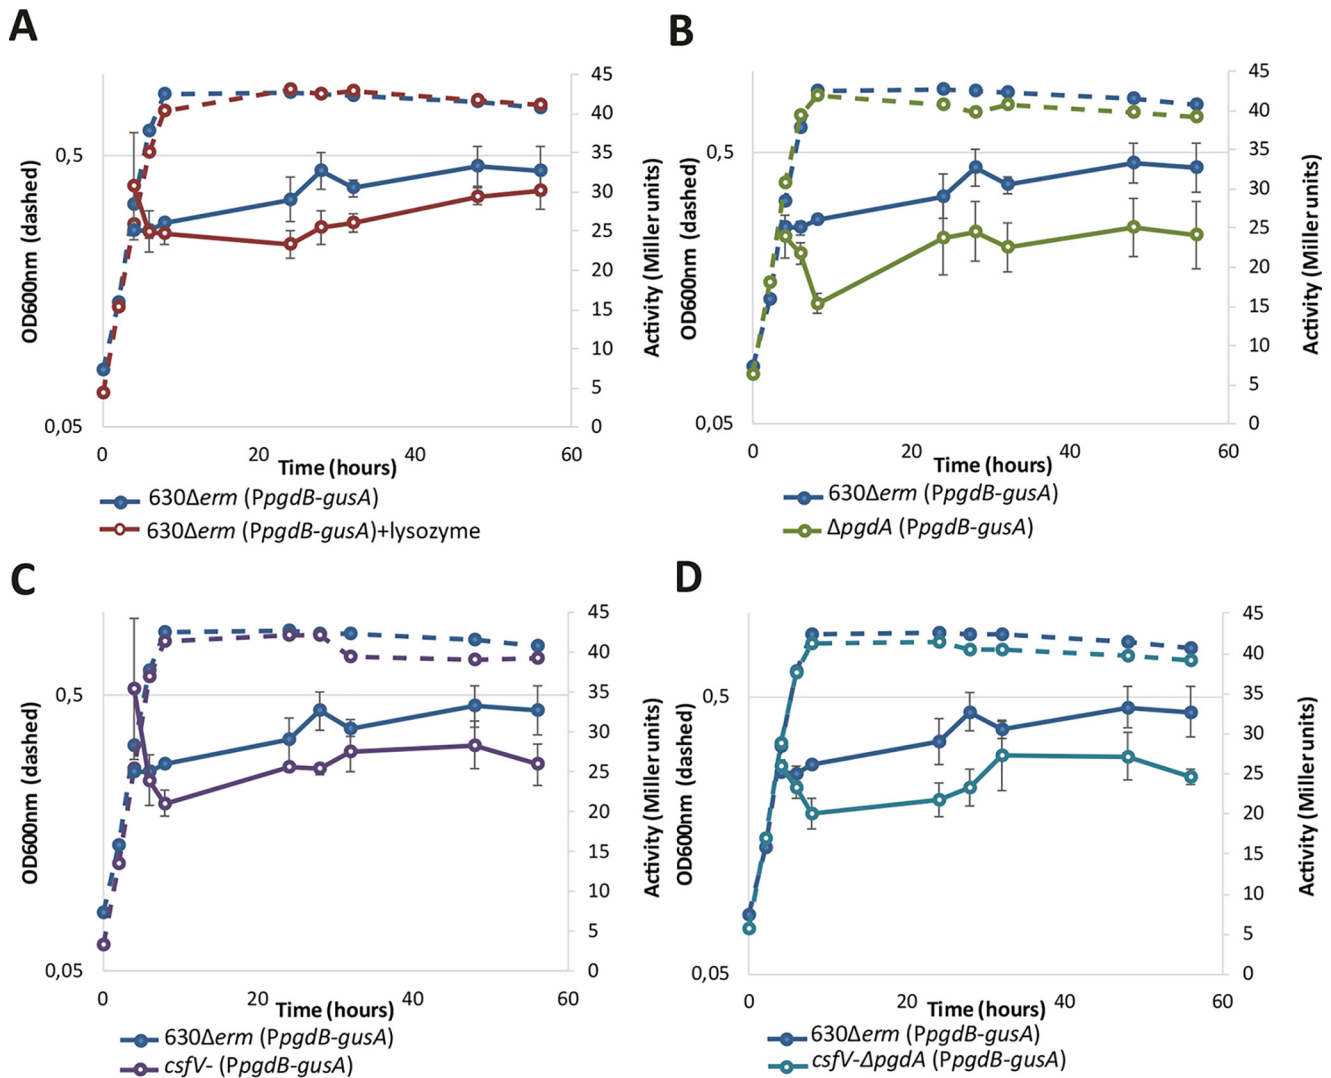 A
OD600nm (dashed)
0,5
0,05
45
40
35
30
25
20
15
10
5
0
Activity (Miller units)
0
20
40
60
Time (hours)
630Δerm (PpgdB-gusA)
630Δerm (PpgdB-gusA)+lysozyme
B
OD600nm (dashed)
0,5
0,05
45
40
35
30
25
20
15
10
5
0
Activity (Miller units)
0
20
40
60
Time (hours)
630Δerm (PpgdB-gusA)
ΔpgdA (PpgdB-gusA)
C
OD600nm (dashed)
0,5
0,05
45
40
35
30
25
20
15
10
5
0
Activity (Miller units)
0
20
40
60
Time (hours)
630Δerm (PpgdB-gusA)
csfV- (PpgdB-gusA)
D
OD600nm (dashed)
0,5
0,05
45
40
35
30
25
20
15
10
5
0
Activity (Miller units)
0
20
40
60
Time (hours)
630Δerm (PpgdB-gusA)
csfV-ΔpgdA (PpgdB-gusA)